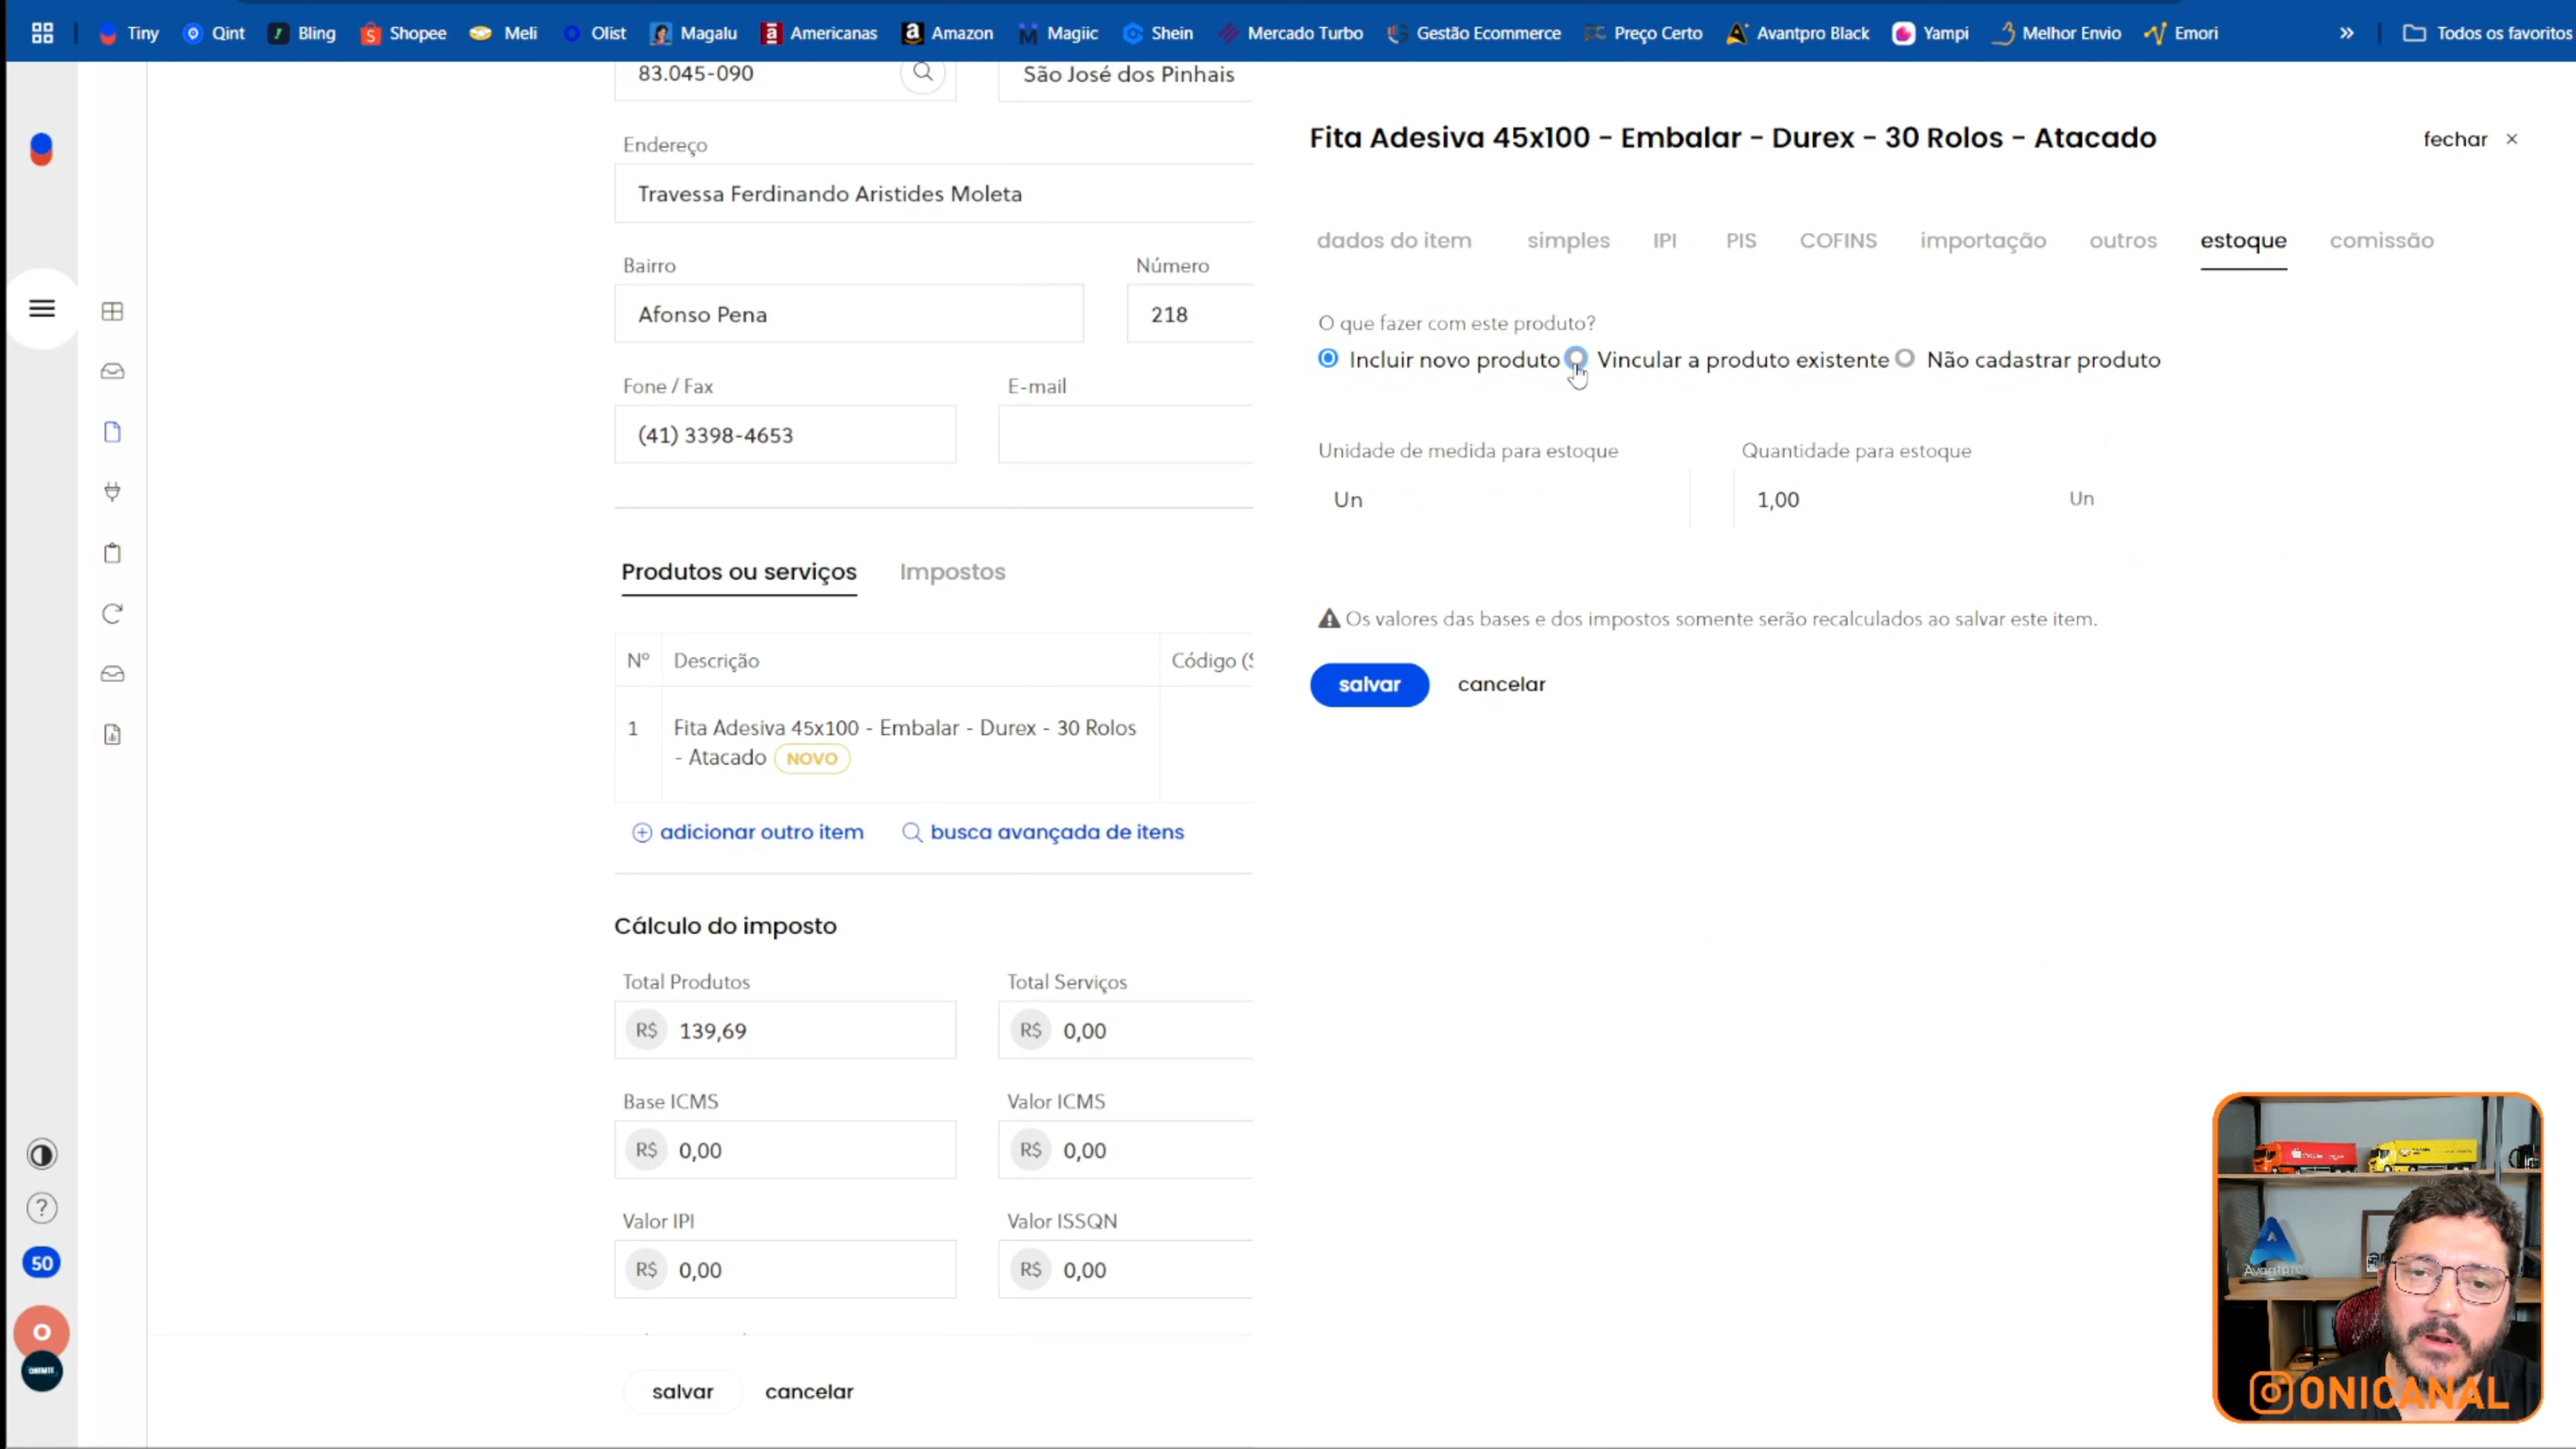 Tiny Qint Bling Shopee Meli Olist Magalu Americanas Amazon Magiic Shein Mercado Turbo Gestão Ecommerce Preço Certo Avantpro Black Yampi Melhor Envio Emori » Todos os favoritos
83.045-090
São José dos Pinhais
Endereço
Travessa Ferdinando Aristides Moleta
Bairro
Número
Afonso Pena
218
Fone / Fax
E-mail
(41) 3398-4653
Produtos ou serviços
Impostos
Nº
Descrição
Código (S
1
Fita Adesiva 45x100 - Embalar - Durex - 30 Rolos
- Atacado NOVO
adicionar outro item
busca avançada de itens
Cálculo do imposto
Total Produtos
Total Serviços
R$ 139,69
R$ 0,00
Base ICMS
Valor ICMS
R$ 0,00
R$ 0,00
Valor IPI
Valor ISSQN
R$ 0,00
R$ 0,00
salvar
cancelar
50
O
Fita Adesiva 45x100 - Embalar - Durex - 30 Rolos - Atacado
fechar ×
dados do item simples IPI PIS COFINS importação outros estoque comissão
O que fazer com este produto?
Incluir novo produto Vincular a produto existente Não cadastrar produto
Unidade de medida para estoque
Quantidade para estoque
Un
1,00 Un
Os valores das bases e dos impostos somente serão recalculados ao salvar este item.
salvar
cancelar
Avantpro
ONICANAL